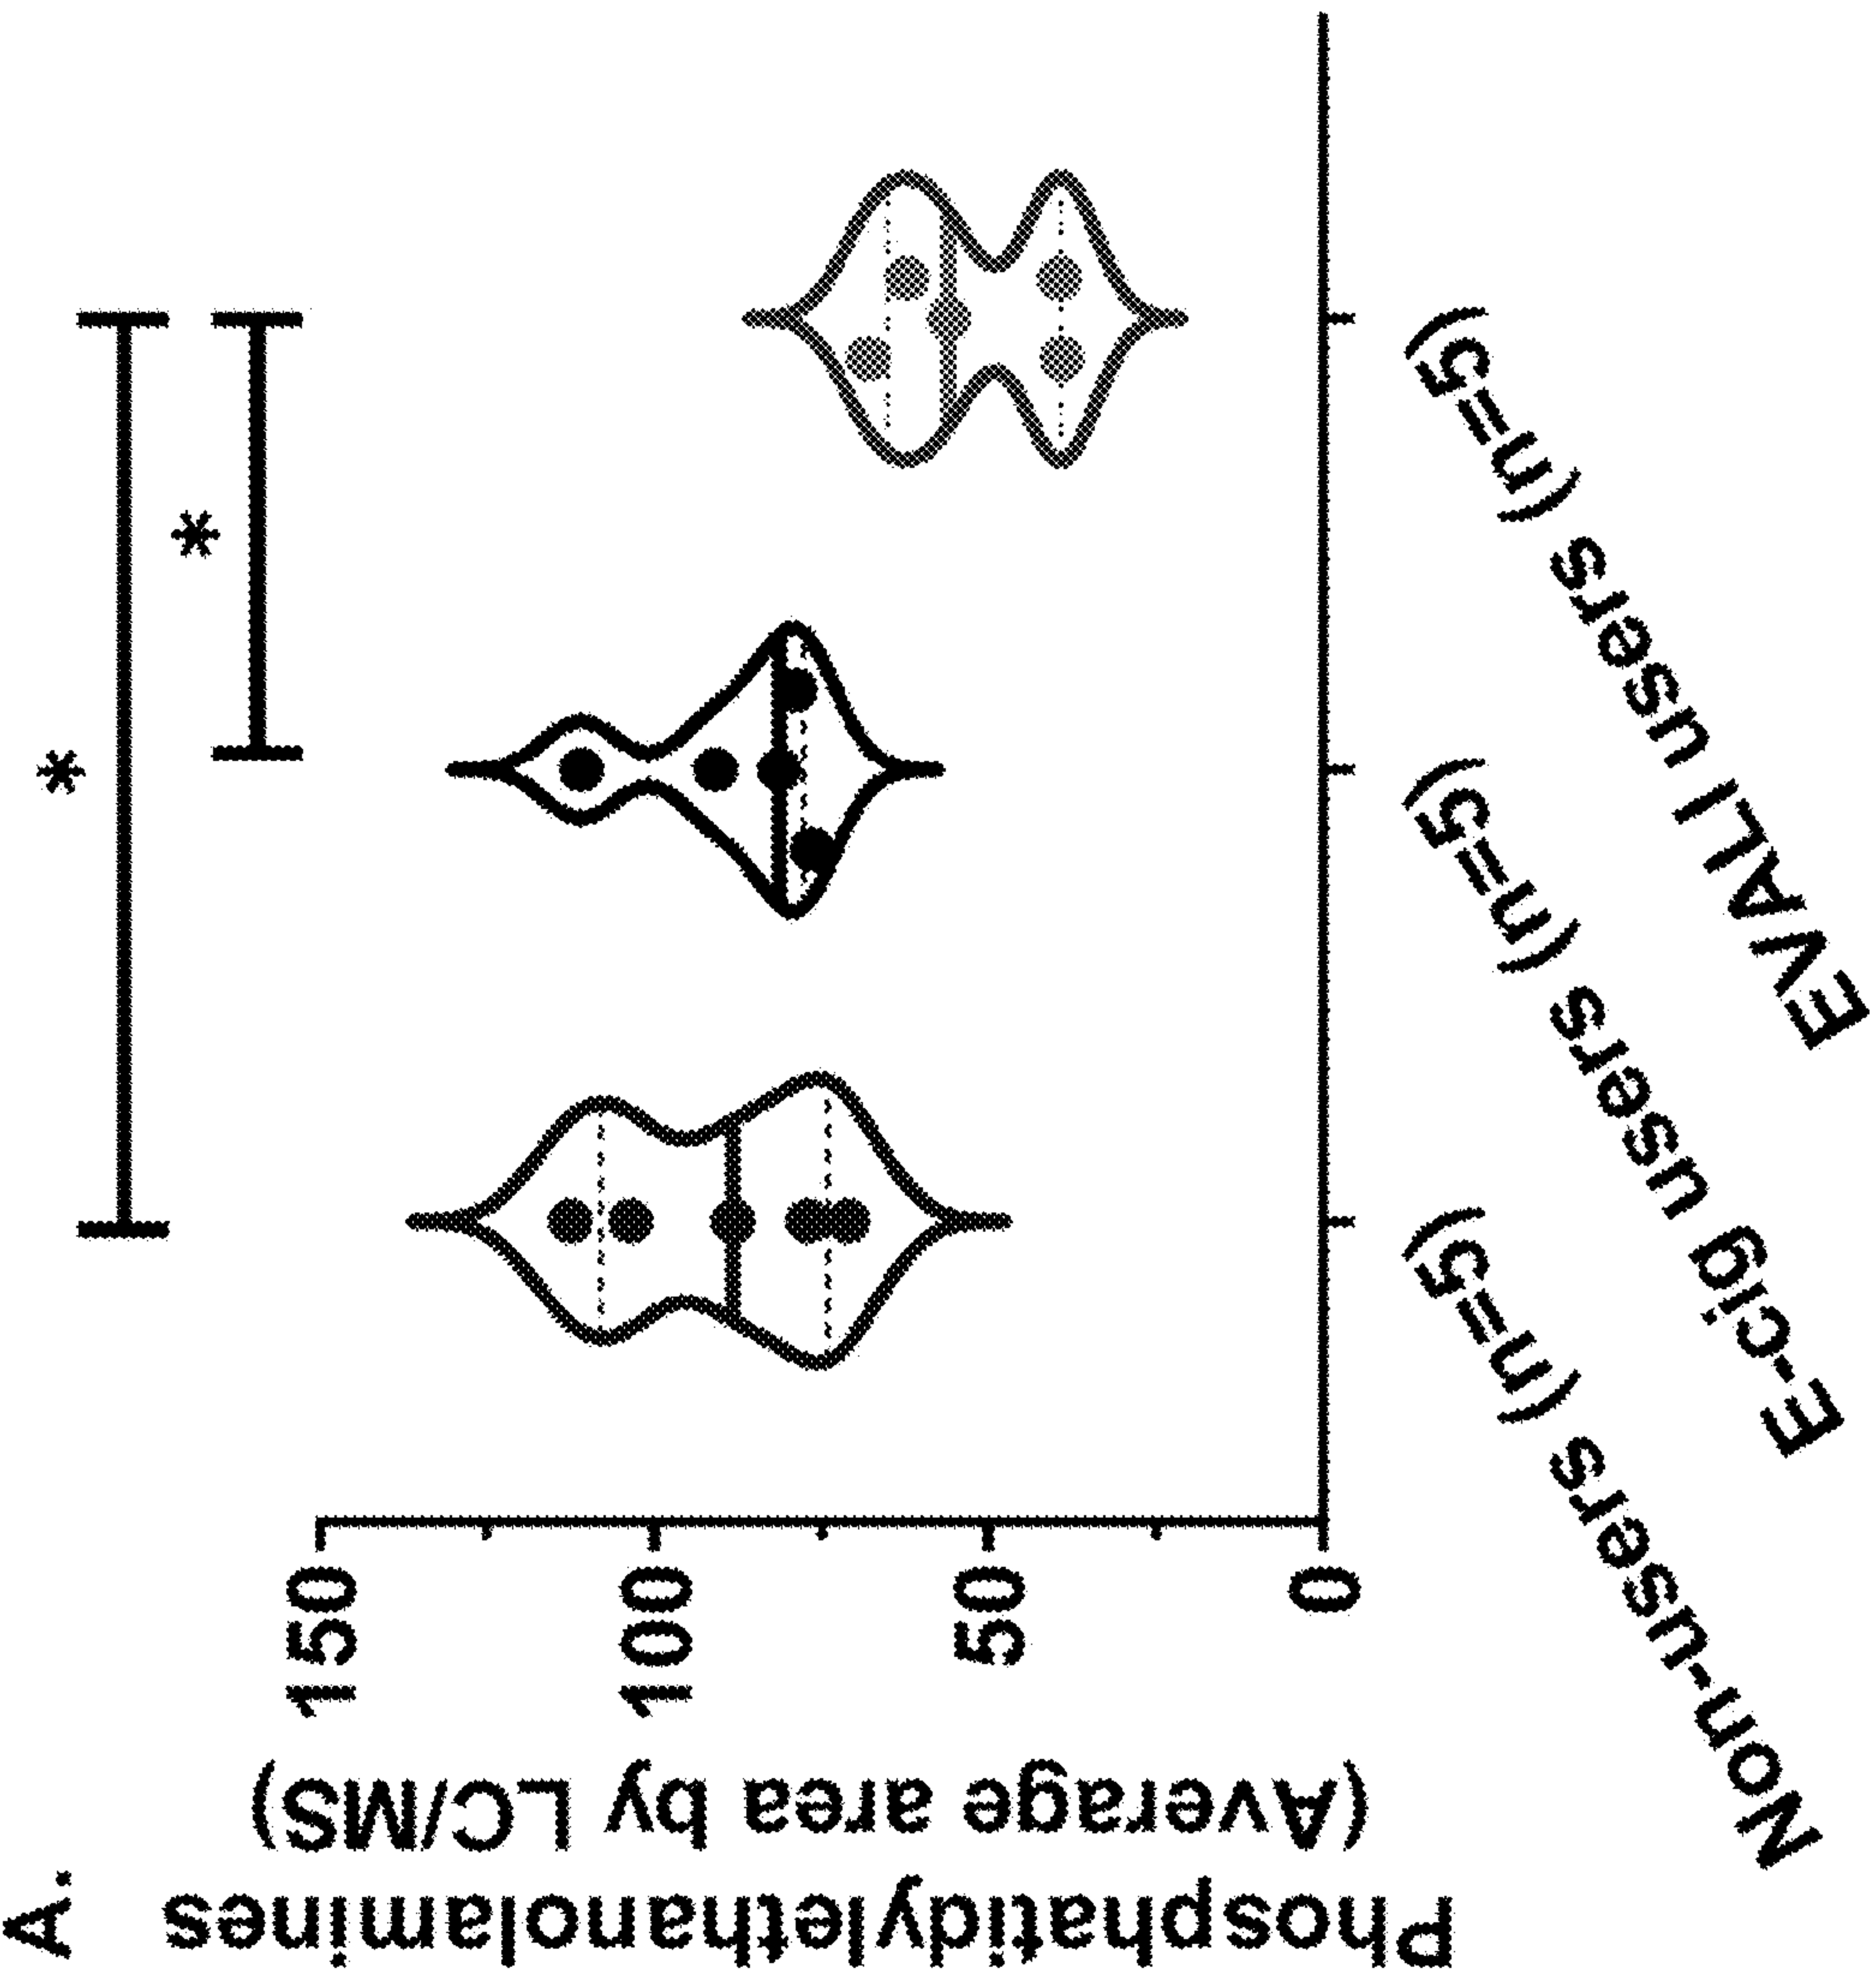 A.
Phosphatidylethanolamines
(Average area by LC/MS)
150
100
50
0
*
*
Non-users (n=5)
E-cig users (n=5)
EVALI users (n=5)